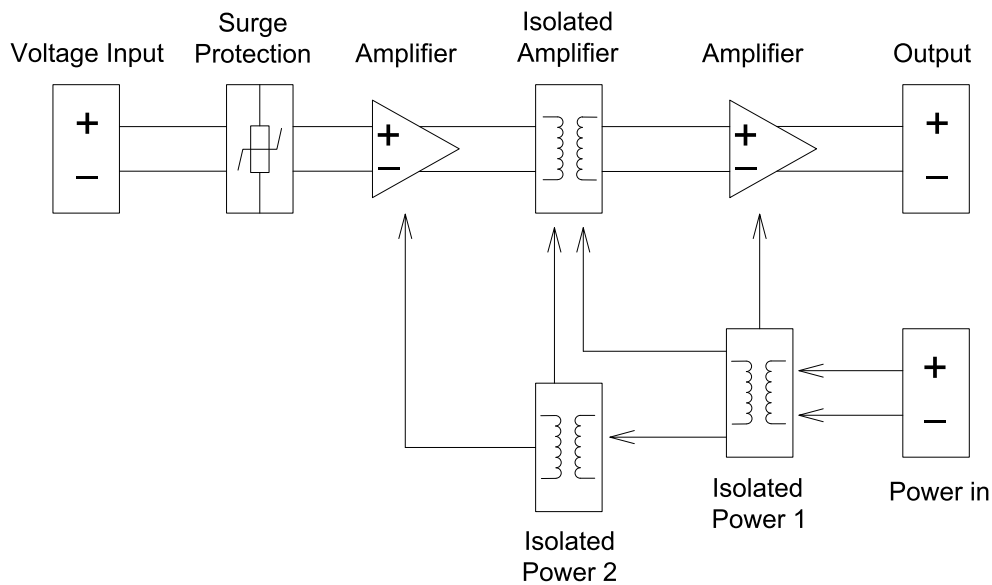 Voltage Input
Surge
Protection
Amplifier
Isolated
Amplifier
Amplifier
Output
+
−
+
−
+
−
+
−
+
−
Isolated
Power 1
Power in
Isolated
Power 2